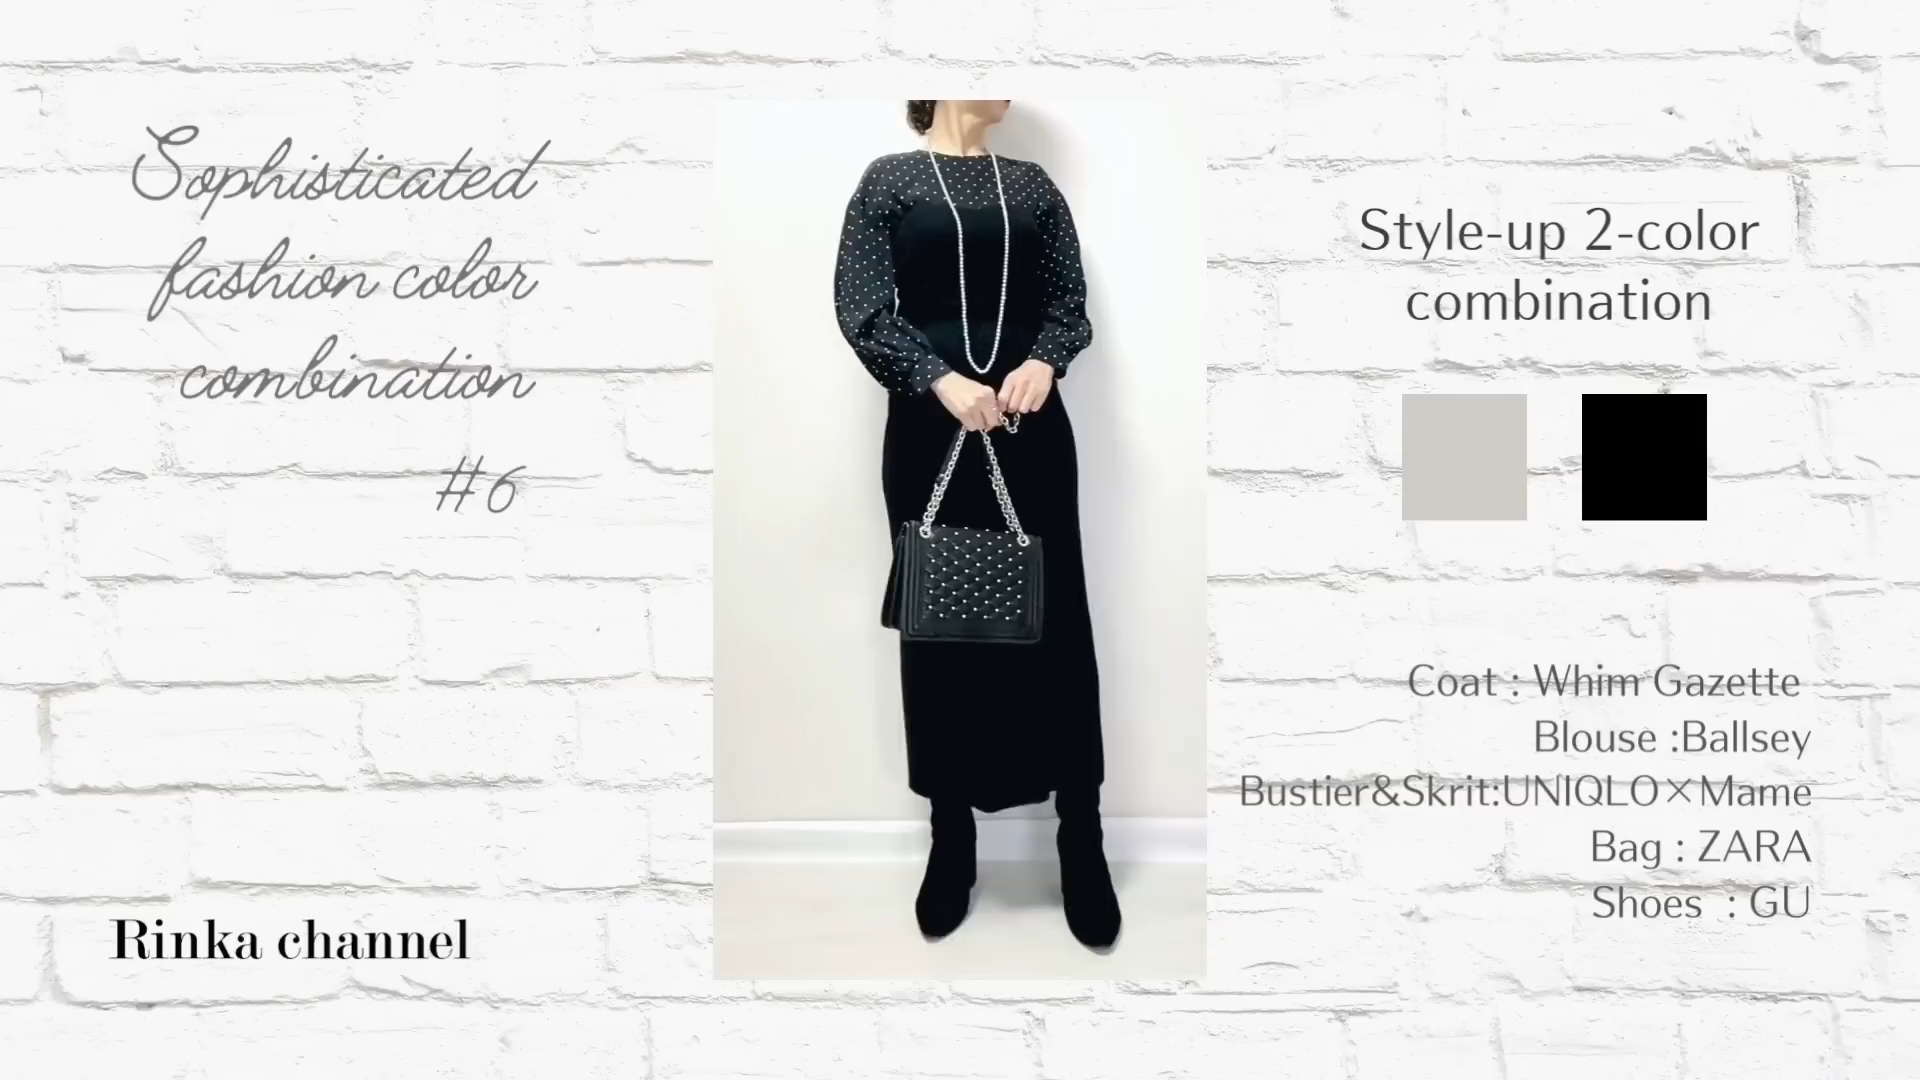 Sophisticated
fashion color
combination
#6
Rinka channel
Style-up 2-color
combination
Coat : Whim Gazette
Blouse :Ballsey
Bustier&Skrit:UNIQLO×Mame
Bag : ZARA
Shoes : GU